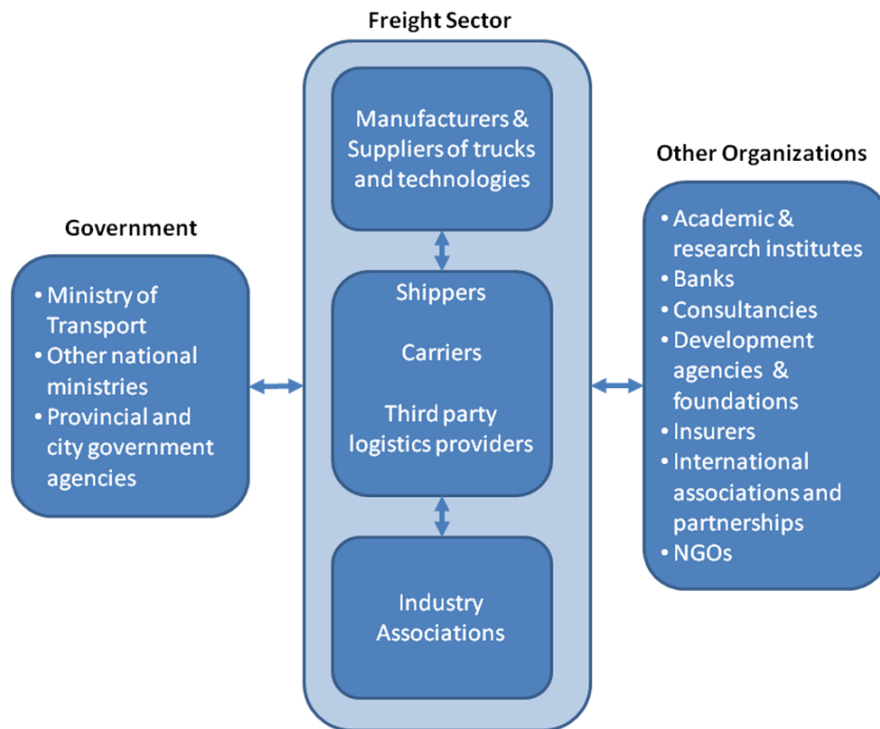 Freight Sector
Manufacturers &
Suppliers of trucks
and technologies
Shippers
Carriers
Third party
logistics providers
Industry
Associations
Government
• Ministry of
Transport
• Other national
ministries
• Provincial and
city government
agencies
Other Organizations
• Academic &
research institutes
• Banks
• Consultancies
• Development
agencies &
foundations
• Insurers
• International
associations and
partnerships
• NGOs